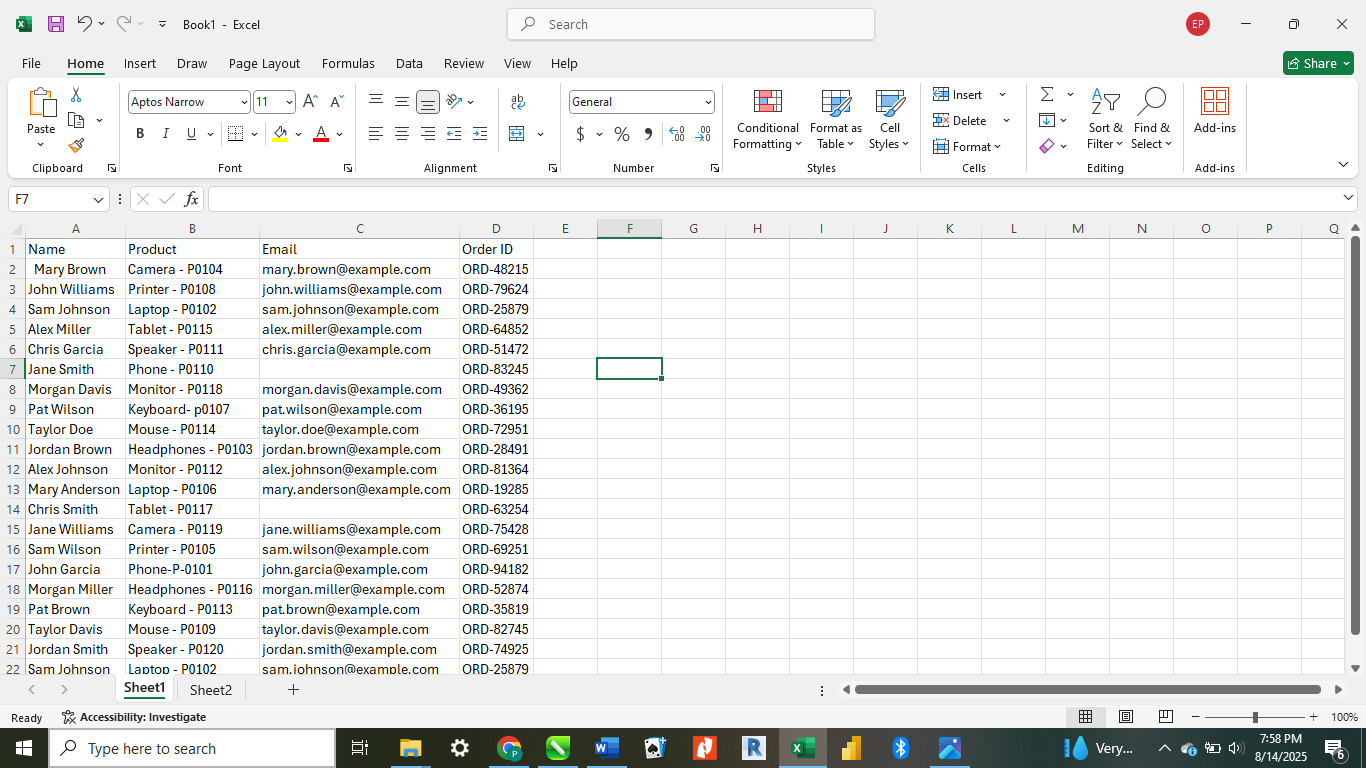 Book1 - Excel
Search
EP
File Home Insert Draw Page Layout Formulas Data Review View Help
Share
Paste
Clipboard
Aptos Narrow 11
B I U
Font
ab
Alignment
General
$ % 9
Number
Conditional Formatting
Format as Table
Cell Styles
Styles
Insert
Delete
Format
Cells
Sort & Filter
Find & Select
Editing
Add-ins
Add-ins
F7
fx
A B C D E F G H I J K L M N O P Q
1 Name Product Email Order ID
2 Mary Brown Camera - P0104 mary.brown@example.com ORD-48215
3 John Williams Printer - P0108 john.williams@example.com ORD-79624
4 Sam Johnson Laptop - P0102 sam.johnson@example.com ORD-25879
5 Alex Miller Tablet - P0115 alex.miller@example.com ORD-64852
6 Chris Garcia Speaker - P0111 chris.garcia@example.com ORD-51472
7 Jane Smith Phone - P0110 ORD-83245
8 Morgan Davis Monitor - P0118 morgan.davis@example.com ORD-49362
9 Pat Wilson Keyboard- p0107 pat.wilson@example.com ORD-36195
10 Taylor Doe Mouse - P0114 taylor.doe@example.com ORD-72951
11 Jordan Brown Headphones - P0103 jordan.brown@example.com ORD-28491
12 Alex Johnson Monitor - P0112 alex.johnson@example.com ORD-81364
13 Mary Anderson Laptop - P0106 mary.anderson@example.com ORD-19285
14 Chris Smith Tablet - P0117 ORD-63254
15 Jane Williams Camera - P0119 jane.williams@example.com ORD-75428
16 Sam Wilson Printer - P0105 sam.wilson@example.com ORD-69251
17 John Garcia Phone-P-0101 john.garcia@example.com ORD-94182
18 Morgan Miller Headphones - P0116 morgan.miller@example.com ORD-52874
19 Pat Brown Keyboard - P0113 pat.brown@example.com ORD-35819
20 Taylor Davis Mouse - P0109 taylor.davis@example.com ORD-82745
21 Jordan Smith Speaker - P0120 jordan.smith@example.com ORD-74925
22 Sam Johnson Laptop - P0102 sam.johnson@example.com ORD-25879
Sheet1 Sheet2
Ready Accessibility: Investigate 100%
Type here to search
Very...
7:58 PM
8/14/2025
6